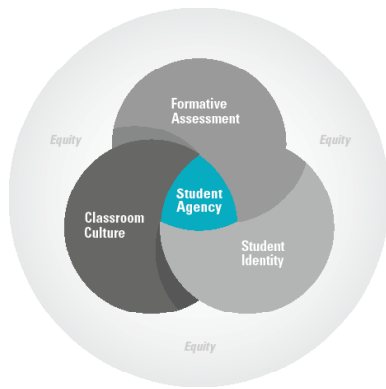 Formative
Assessment
Equity
Equity
Student
Agency
Classroom
Culture
Student
Identity
Equity